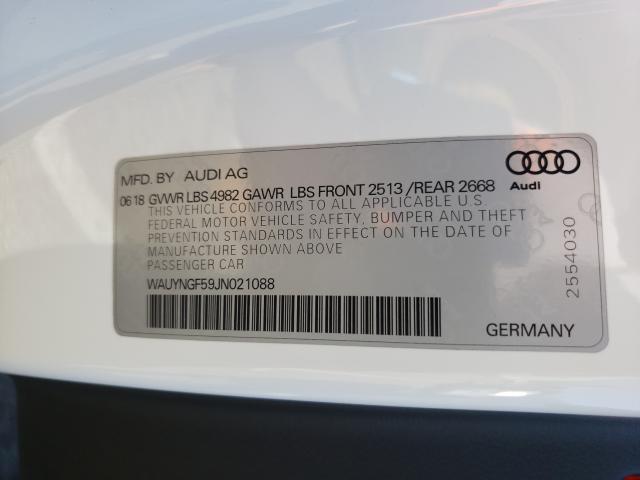 MFD. BY AUDI AG
06 18 GVWR LBS 4982 GAWR LBS FRONT 2513 /REAR 2668
THIS VEHICLE CONFORMS TO ALL APPLICABLE U.S.
FEDERAL MOTOR VEHICLE SAFETY, BUMPER AND THEFT
PREVENTION STANDARDS IN EFFECT ON THE DATE OF
MANUFACTURE SHOWN ABOVE
PASSENGER CAR
WAUYNGF59JN021088
Audi
2554030
GERMANY